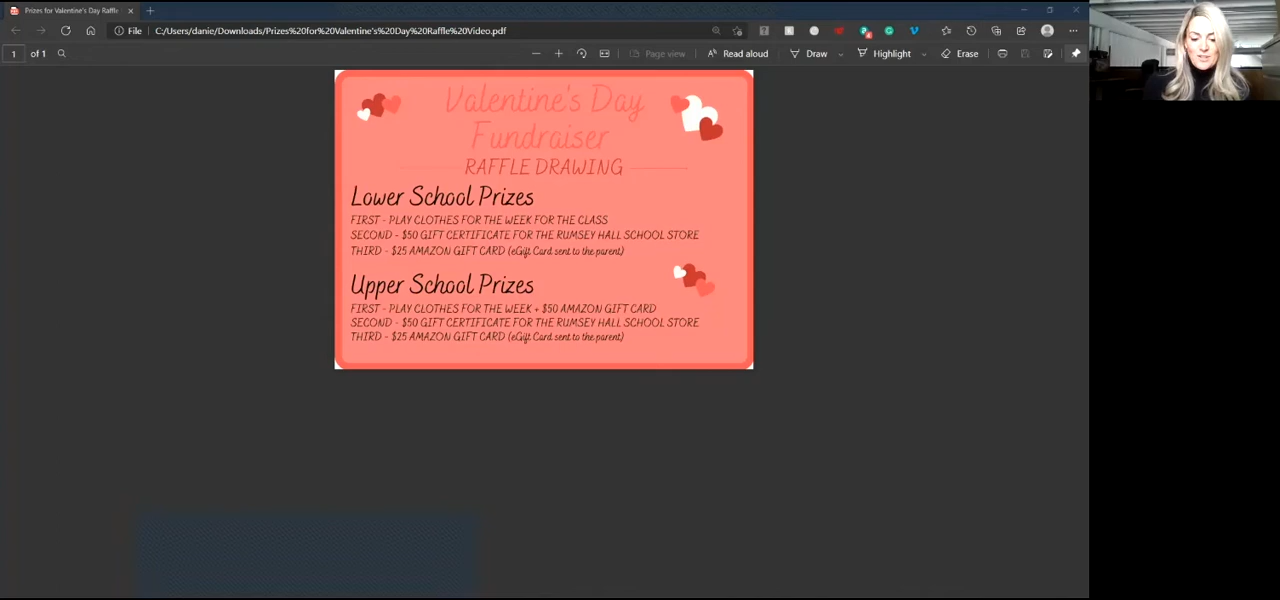 Prizes for Valentine's Day Raffle
File C:/Users/danie/Downloads/Prizes%20for%20Valentine's%20Day%20Raffle%20Video.pdf
1 of 1 Page view Read aloud Draw Highlight Erase
Valentine's Day
Fundraiser
RAFFLE DRAWING
Lower School Prizes
FIRST - PLAY CLOTHES FOR THE WEEK FOR THE CLASS
SECOND - $50 GIFT CERTIFICATE FOR THE RUMSEY HALL SCHOOL STORE
THIRD - $25 AMAZON GIFT CARD (eGift Card sent to the parent)
Upper School Prizes
FIRST - PLAY CLOTHES FOR THE WEEK + $50 AMAZON GIFT CARD
SECOND - $50 GIFT CERTIFICATE FOR THE RUMSEY HALL SCHOOL STORE
THIRD - $25 AMAZON GIFT CARD (eGift Card sent to the parent)